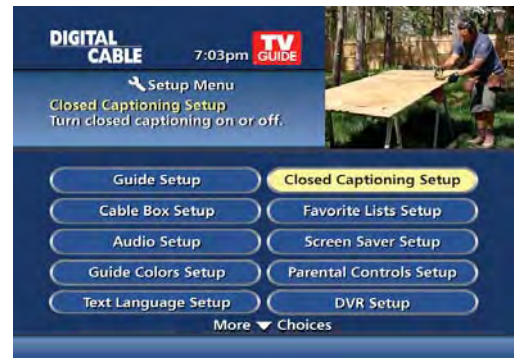 DIGITAL
CABLE
7:03pm
TV
GUIDE
Setup Menu
Closed Captioning Setup
Turn closed captioning on or off.
Guide Setup
Closed Captioning Setup
Cable Box Setup
Favorite Lists Setup
Audio Setup
Screen Saver Setup
Guide Colors Setup
Parental Controls Setup
Text Language Setup
DVR Setup
More Choices